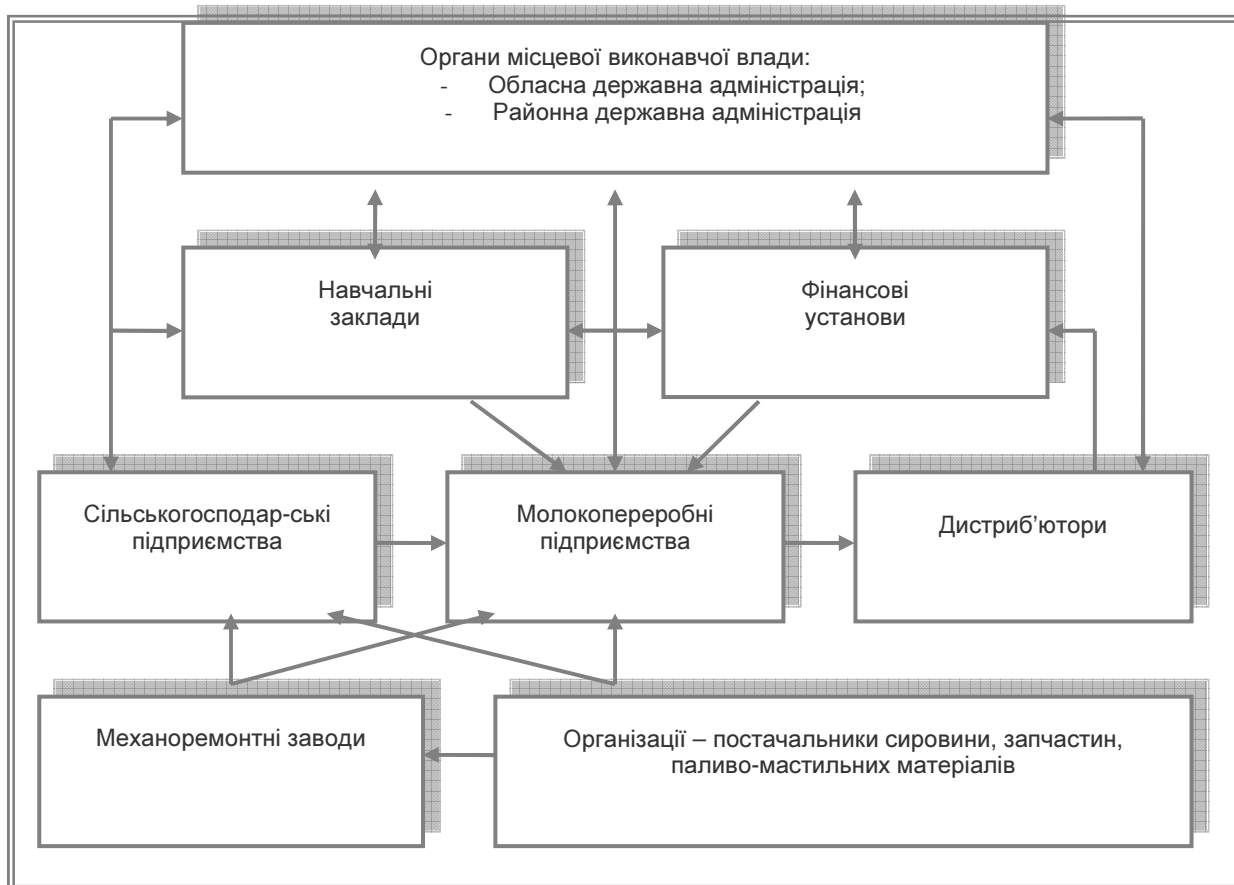 Органи місцевої виконавчої влади:
- Обласна державна адміністрація;
- Районна державна адміністрація
Навчальні
заклади
Фінансові
установи
Сільськогосподар-ські
підприємства
Молокопереробні
підприємства
Дистриб’ютори
Механоремонтні заводи
Організації – постачальники сировини, запчастин,
паливо-мастильних матеріалів